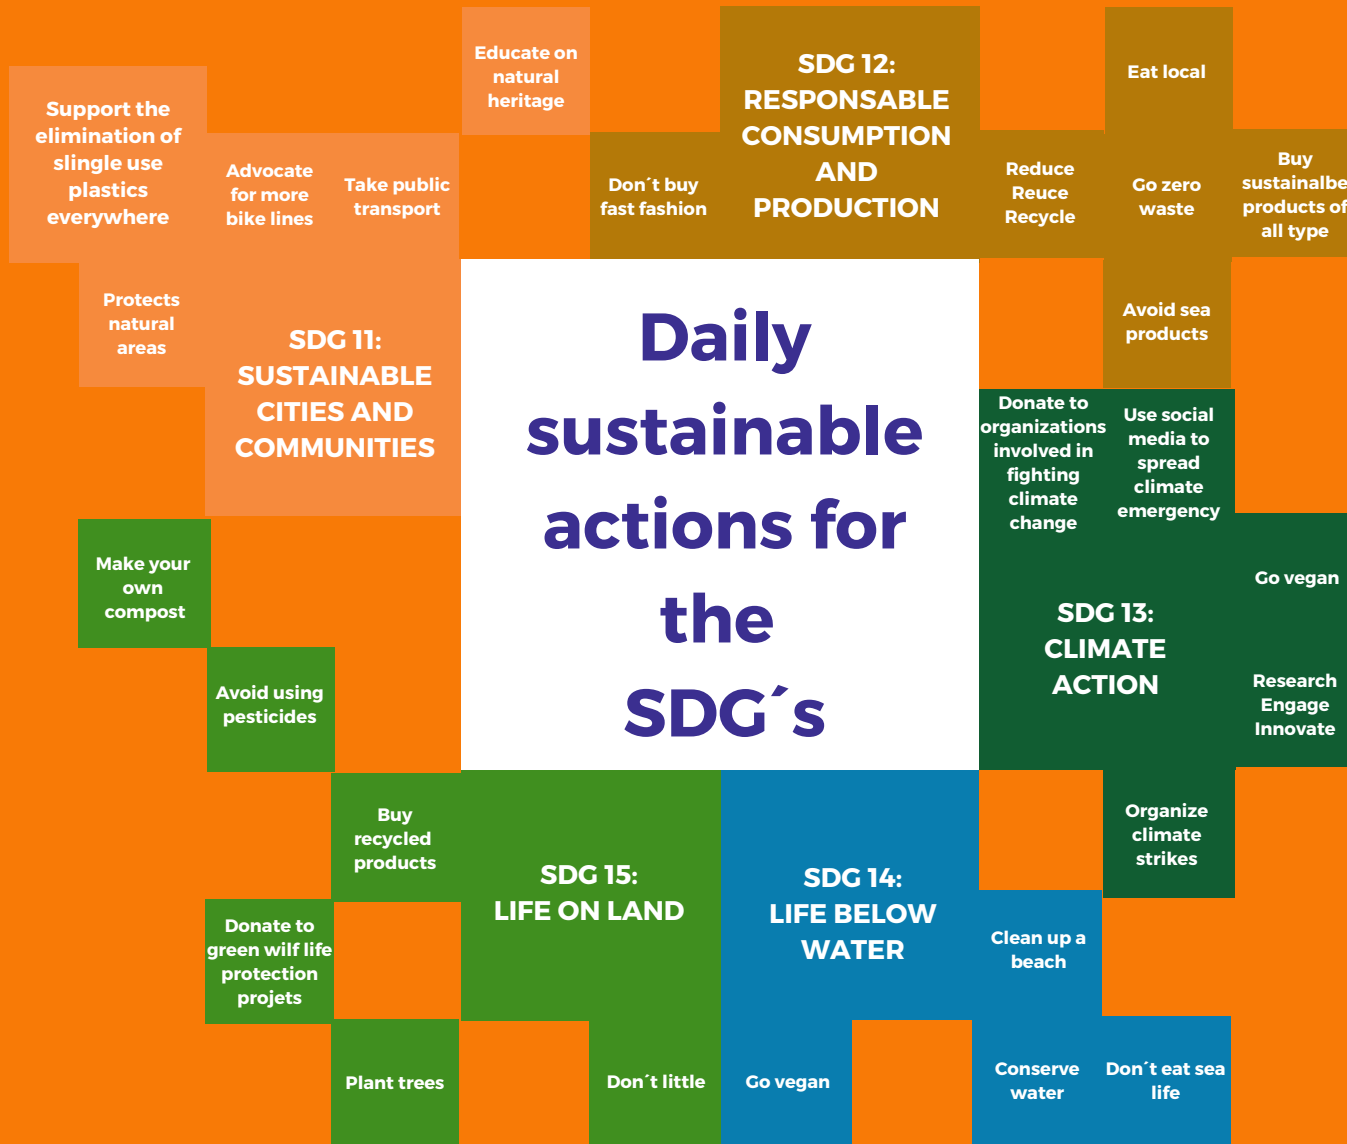 Educate on
natural
heritage
SDG 12:
RESPONSABLE
CONSUMPTION
AND
PRODUCTION
Eat local
Support the
elimination of
slingle use
plastics
everywhere
Advocate
for more
bike lines
Take public
transport
Don´t buy
fast fashion
Reduce
Reuce
Recycle
Go zero
waste
Buy
sustainalbe
products of
all type
Protects
natural
areas
SDG 11:
SUSTAINABLE
CITIES AND
COMMUNITIES
Daily
sustainable
actions for
the
SDG´s
Avoid sea
products
Donate to
organizations
involved in
fighting
climate
change
Use social
media to
spread
climate
emergency
Go vegan
SDG 13:
CLIMATE
ACTION
Research
Engage
Innovate
Organize
climate
strikes
Make your
own
compost
Avoid using
pesticides
Buy
recycled
products
SDG 15:
LIFE ON LAND
SDG 14:
LIFE BELOW
WATER
Clean up a
beach
Donate to
green wilf life
protection
projets
Plant trees
Don´t little
Go vegan
Conserve
water
Don´t eat sea
life